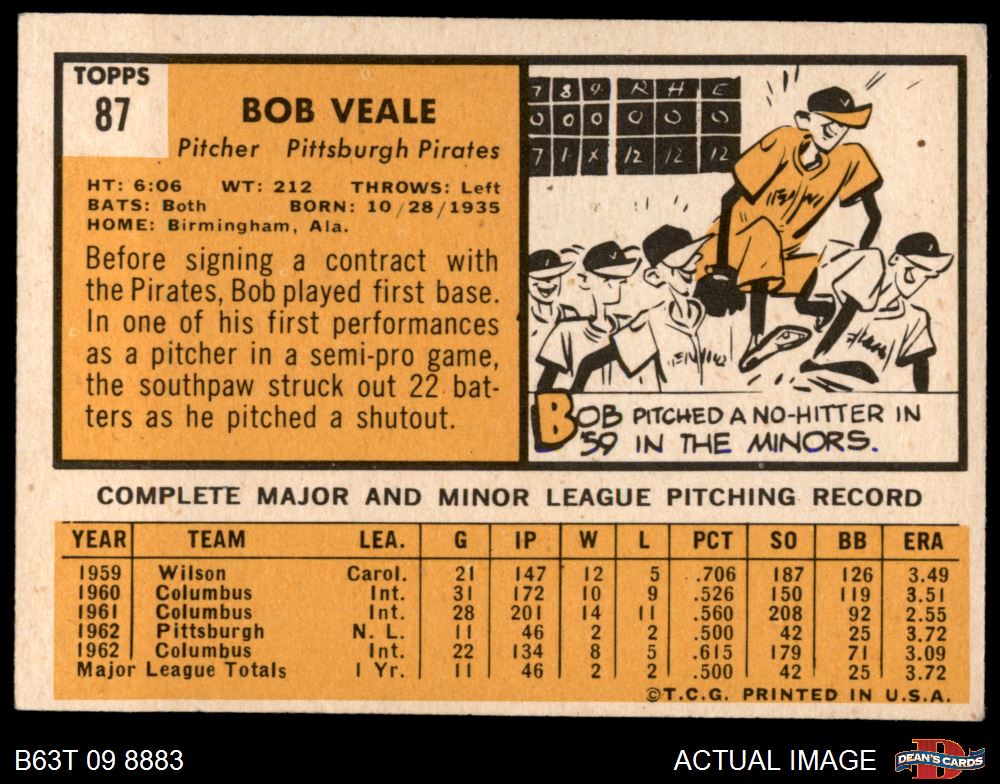 TOPPS
87
BOB VEALE
Pitcher Pittsburgh Pirates
HT: 6:06 WT: 212 THROWS: Left
BATS: Both BORN: 10/28/1935
HOME: Birmingham, Ala.
Before signing a contract with
the Pirates, Bob played first base.
In one of his first performances
as a pitcher in a semi-pro game,
the southpaw struck out 22 bat-
ters as he pitched a shutout.
7 8 9 R H E
0 0 0 0 0 0
7 1 X 12 12 12
BOB PITCHED A NO-HITTER IN
'59 IN THE MINORS.
COMPLETE MAJOR AND MINOR LEAGUE PITCHING RECORD
YEAR TEAM LEA. G IP W L PCT SO BB ERA
1959 Wilson Carol. 21 147 12 5 .706 187 126 3.49
1960 Columbus Int. 31 172 10 9 .526 150 119 3.51
1961 Columbus Int. 28 201 14 11 .560 208 92 2.55
1962 Pittsburgh N. L. 11 46 2 2 .500 42 25 3.72
1962 Columbus Int. 22 134 8 5 .615 179 71 3.09
Major League Totals 1 Yr. 11 46 2 2 .500 42 25 3.72
©T.C.G. PRINTED IN U.S.A.
B63T 09 8883
ACTUAL IMAGE
D
DEAN'S CARDS